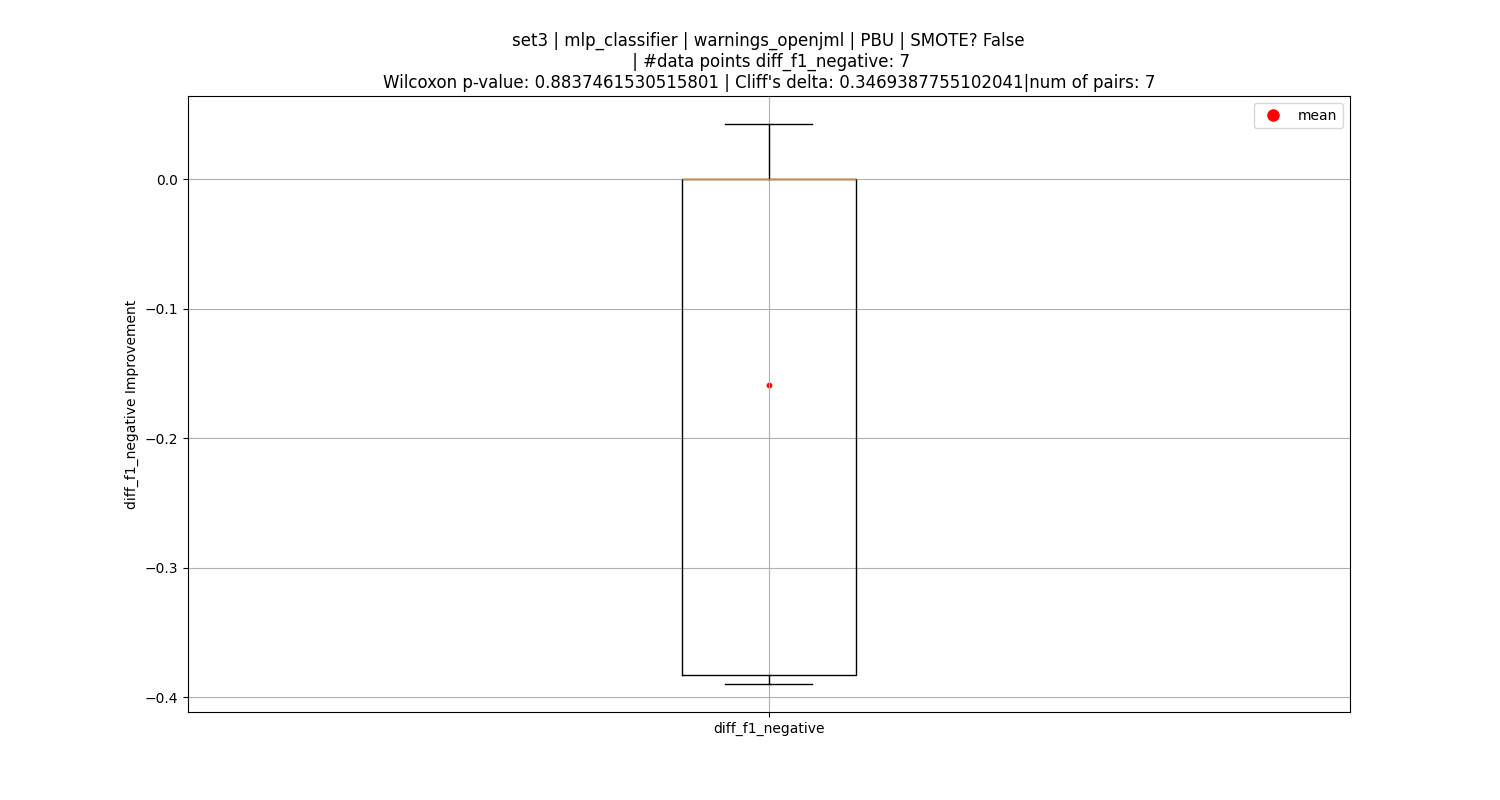 set3 | mlp_classifier | warnings_openjml | PBU | SMOTE? False
| #data points diff_f1_negative: 7
Wilcoxon p-value: 0.8837461530515801 | Cliff's delta: 0.3469387755102041|num of pairs: 7
mean
0.0
−0.1
−0.2
−0.3
−0.4
diff_f1_negative Improvement
diff_f1_negative